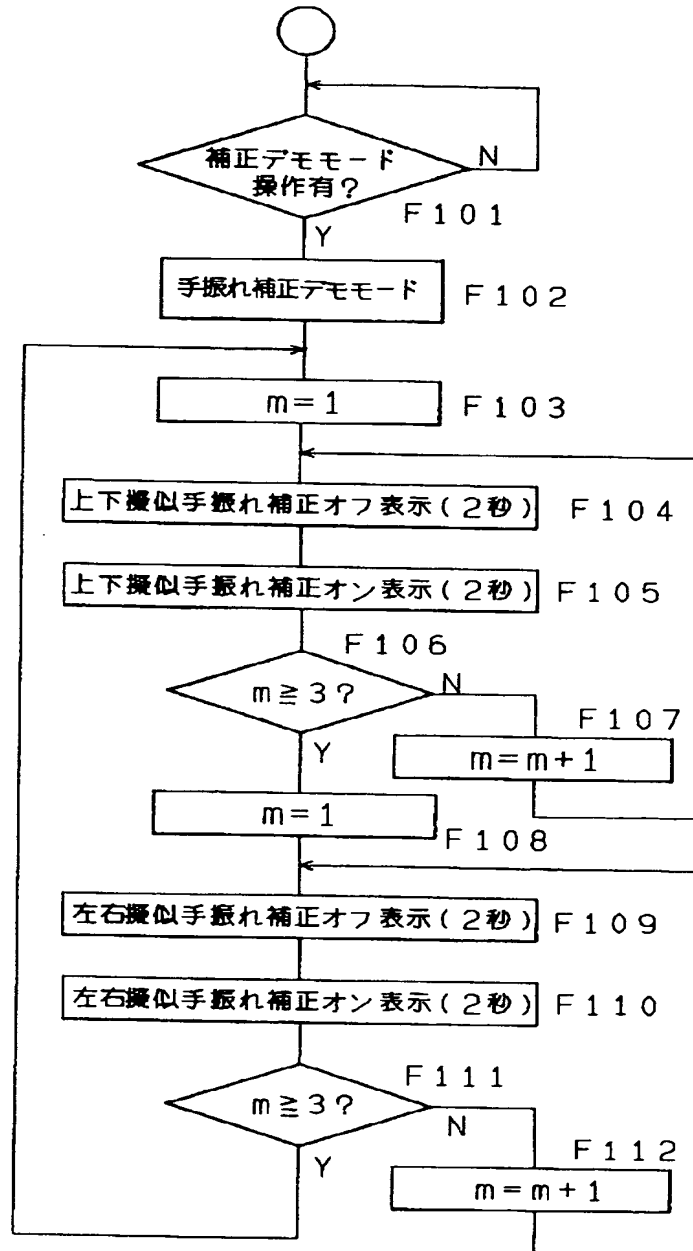 補正デモモード
操作有?
N
F101
Y
手振れ補正デモモード
F102
m=1
F103
上下擬似手振れ補正オフ表示(2秒)
F104
上下擬似手振れ補正オン表示(2秒)
F105
F106
m≧3?
N
F107
Y
m=m+1
m=1
F108
左右擬似手振れ補正オフ表示(2秒)
F109
左右擬似手振れ補正オン表示(2秒)
F110
F111
m≧3?
N
F112
Y
m=m+1